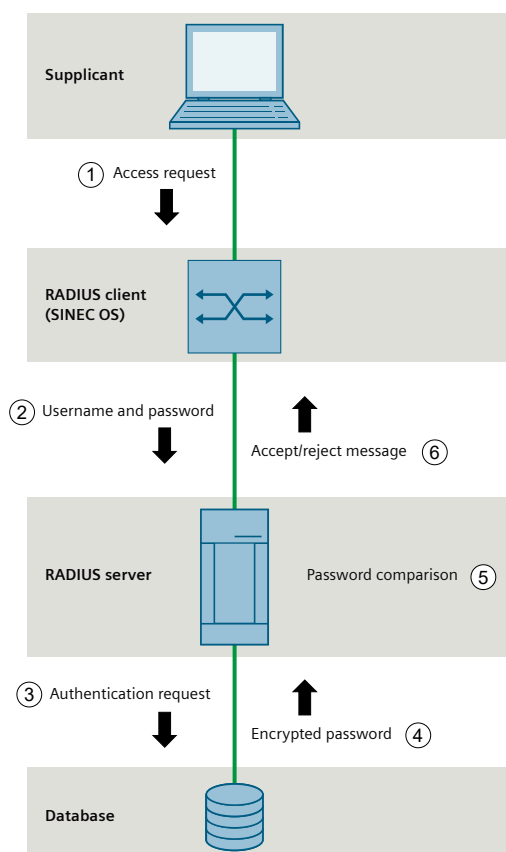 Supplicant
1 Access request
RADIUS client
(SINEC OS)
2 Username and password
Accept/reject message 6
RADIUS server
Password comparison 5
3 Authentication request
Encrypted password 4
Database